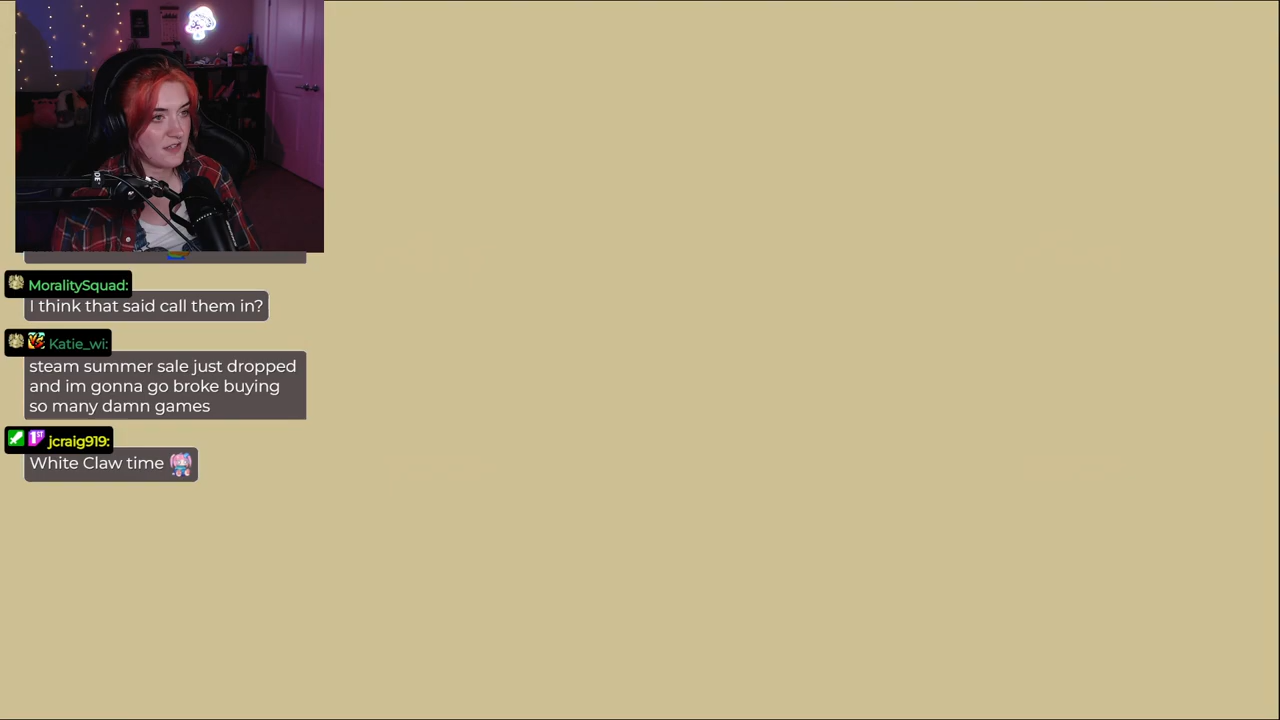 MoralitySquad:
I think that said call them in?
Katie_wi:
steam summer sale just dropped
and im gonna go broke buying
so many damn games
1ST
jcraig919:
White Claw time